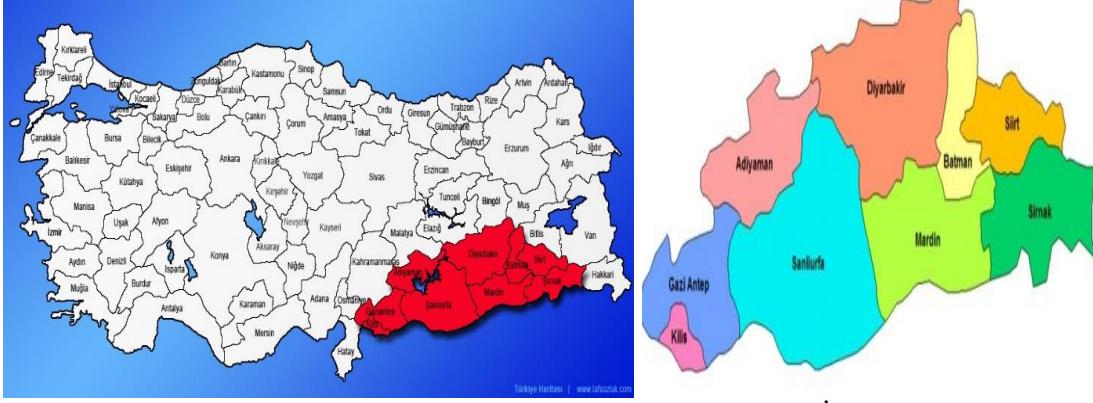 Kırklareli
Edirne
Tekirdağ
İstanbul
Kocaeli
Sakarya
Düzce
Zonguldak
Bartın
Karabük
Kastamonu
Sinop
Samsun
Ordu
Giresun
Trabzon
Rize
Artvin
Ardahan
Kars
Iğdır
Ağrı
Çanakkale
Balıkesir
Bursa
Bilecik
Bolu
Çankırı
Çorum
Amasya
Tokat
Gümüşhane
Bayburt
Erzurum
Erzincan
Kütahya
Eskişehir
Ankara
Kırıkkale
Yozgat
Sivas
Tunceli
Bingöl
Muş
Kırşehir
Manisa
Uşak
Afyon
Nevşehir
Kayseri
Malatya
Elazığ
Bitlis
Van
İzmir
Aydın
Denizli
Isparta
Konya
Aksaray
Niğde
Kahramanmaraş
Adıyaman
Diyarbakır
Batman
Siirt
Şırnak
Hakkari
Muğla
Burdur
Antalya
Karaman
Mersin
Adana
Osmaniye
Gaziantep
Kilis
Şanlıurfa
Mardin
Hatay
Türkiye Haritası | www.lafsozluk.com
Diyarbakir
Siirt
Adiyaman
Batman
Sirnak
Mardin
Sanliurfa
Gazi Antep
Kilis